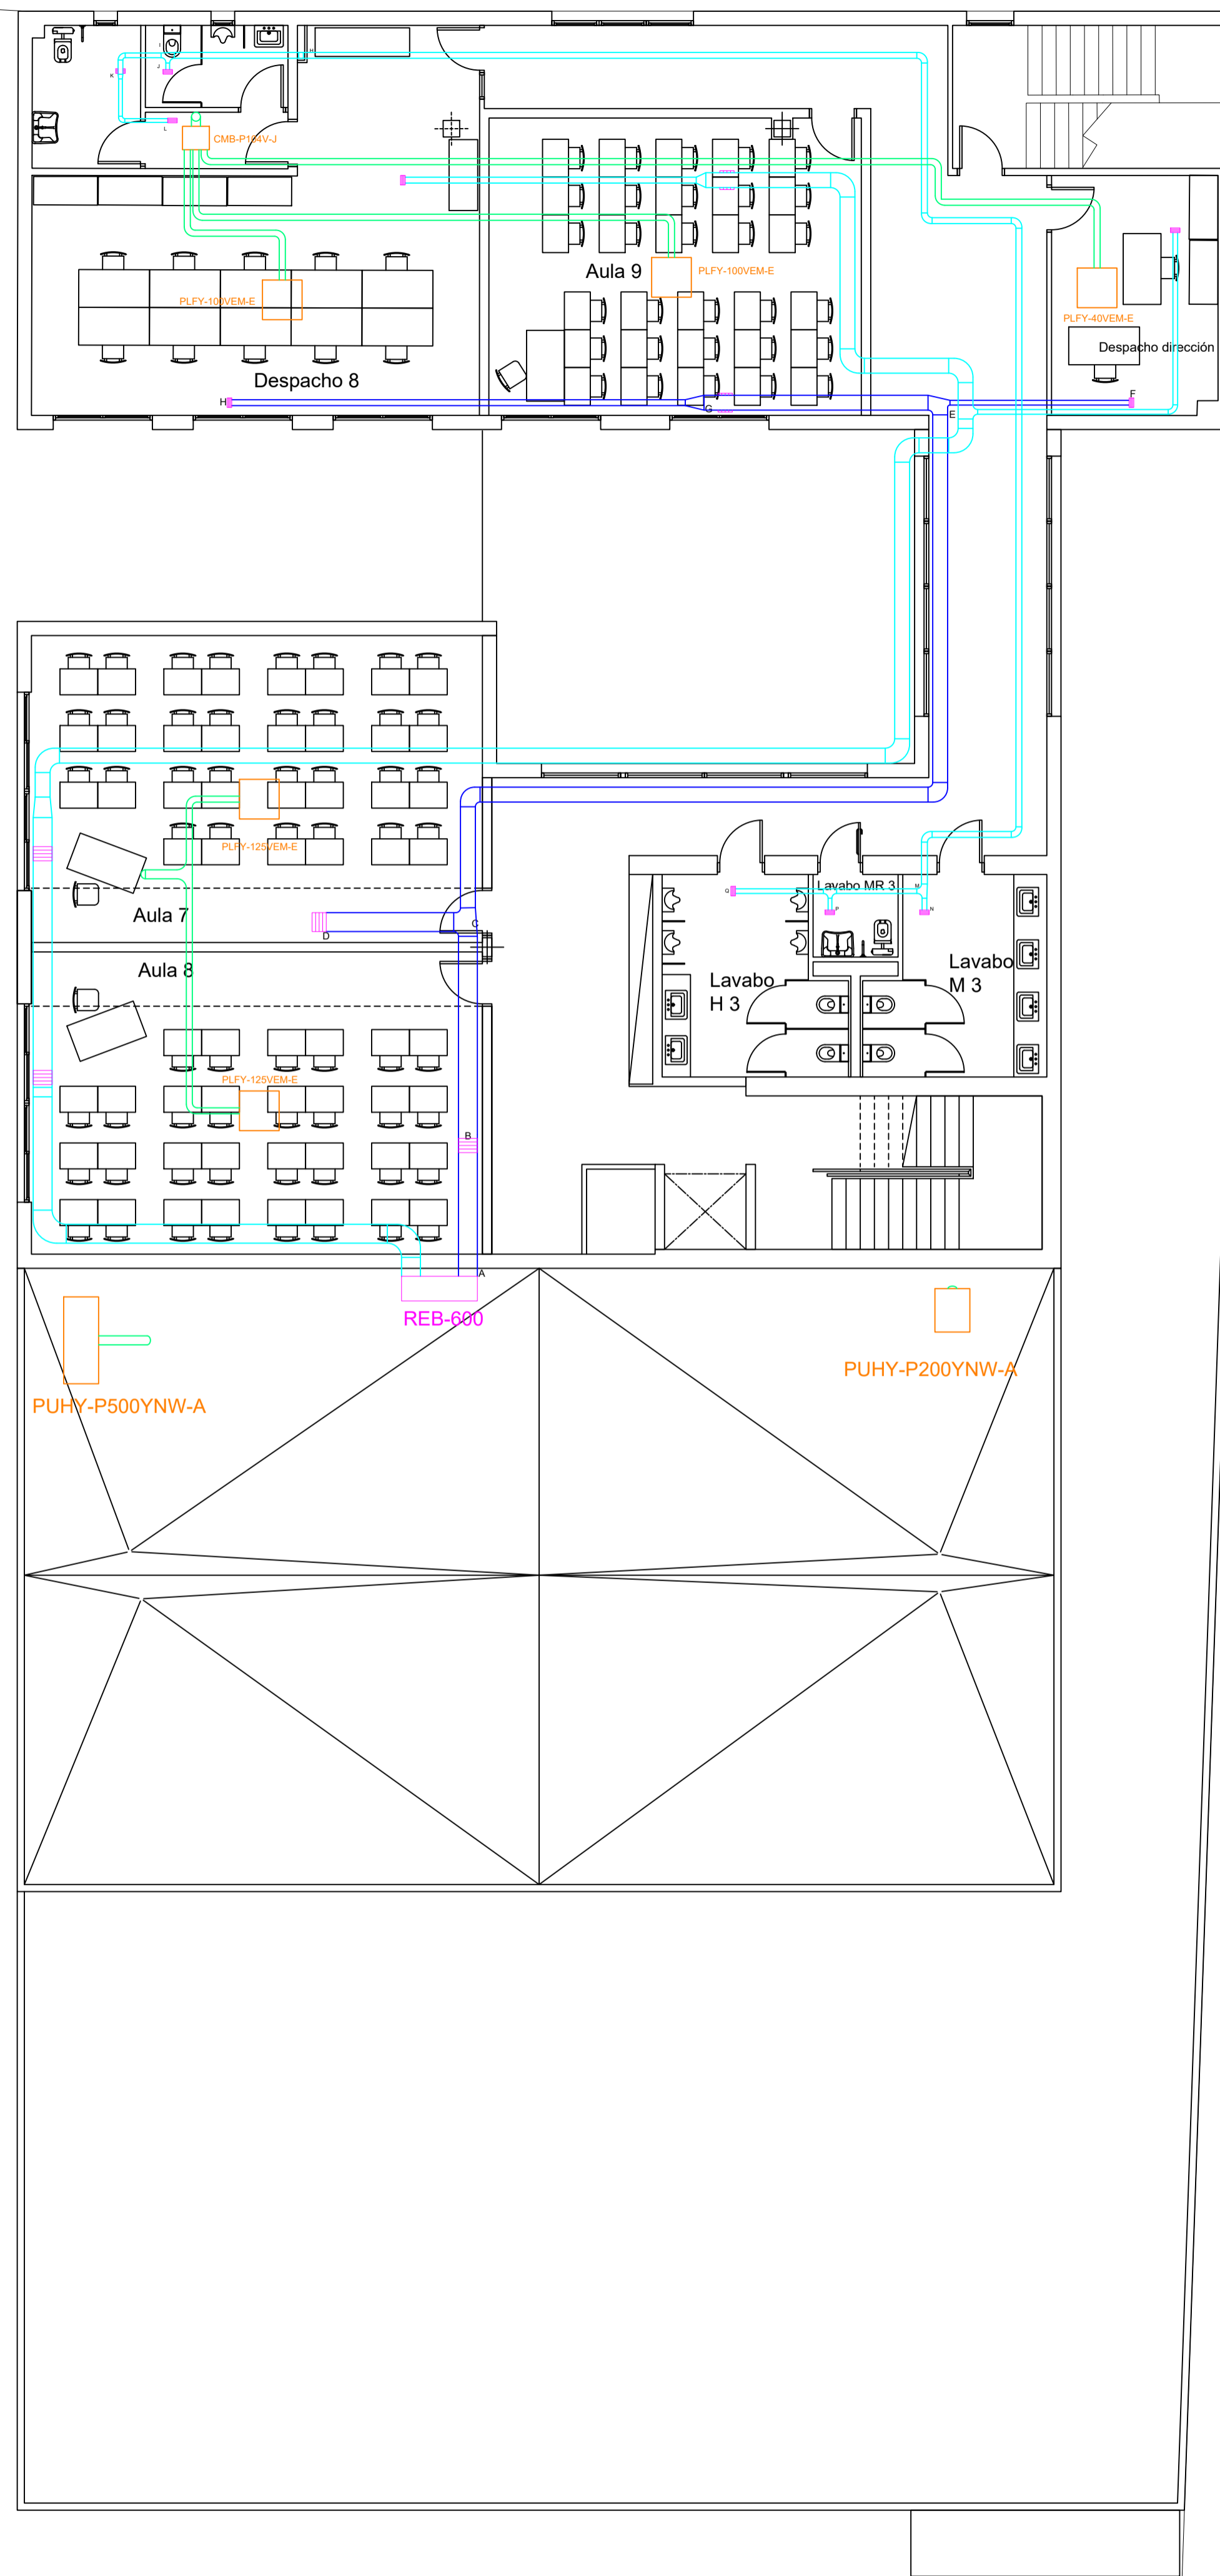 I
H
J
K
L
CMB-P104V-J
Aula 9
PLFY-100VEM-E
PLFY-100VEM-E
PLFY-40VEM-E
Despacho dirección
Despacho 8
H
G
E
F
PLFY-125VEM-E
Aula 7
D
C
Lavabo MR 3
M
Q
P
N
Aula 8
Lavabo
H 3
Lavabo
M 3
PLFY-125VEM-E
B
A
REB-600
PUHY-P500YNW-A
PUHY-P200YNW-A